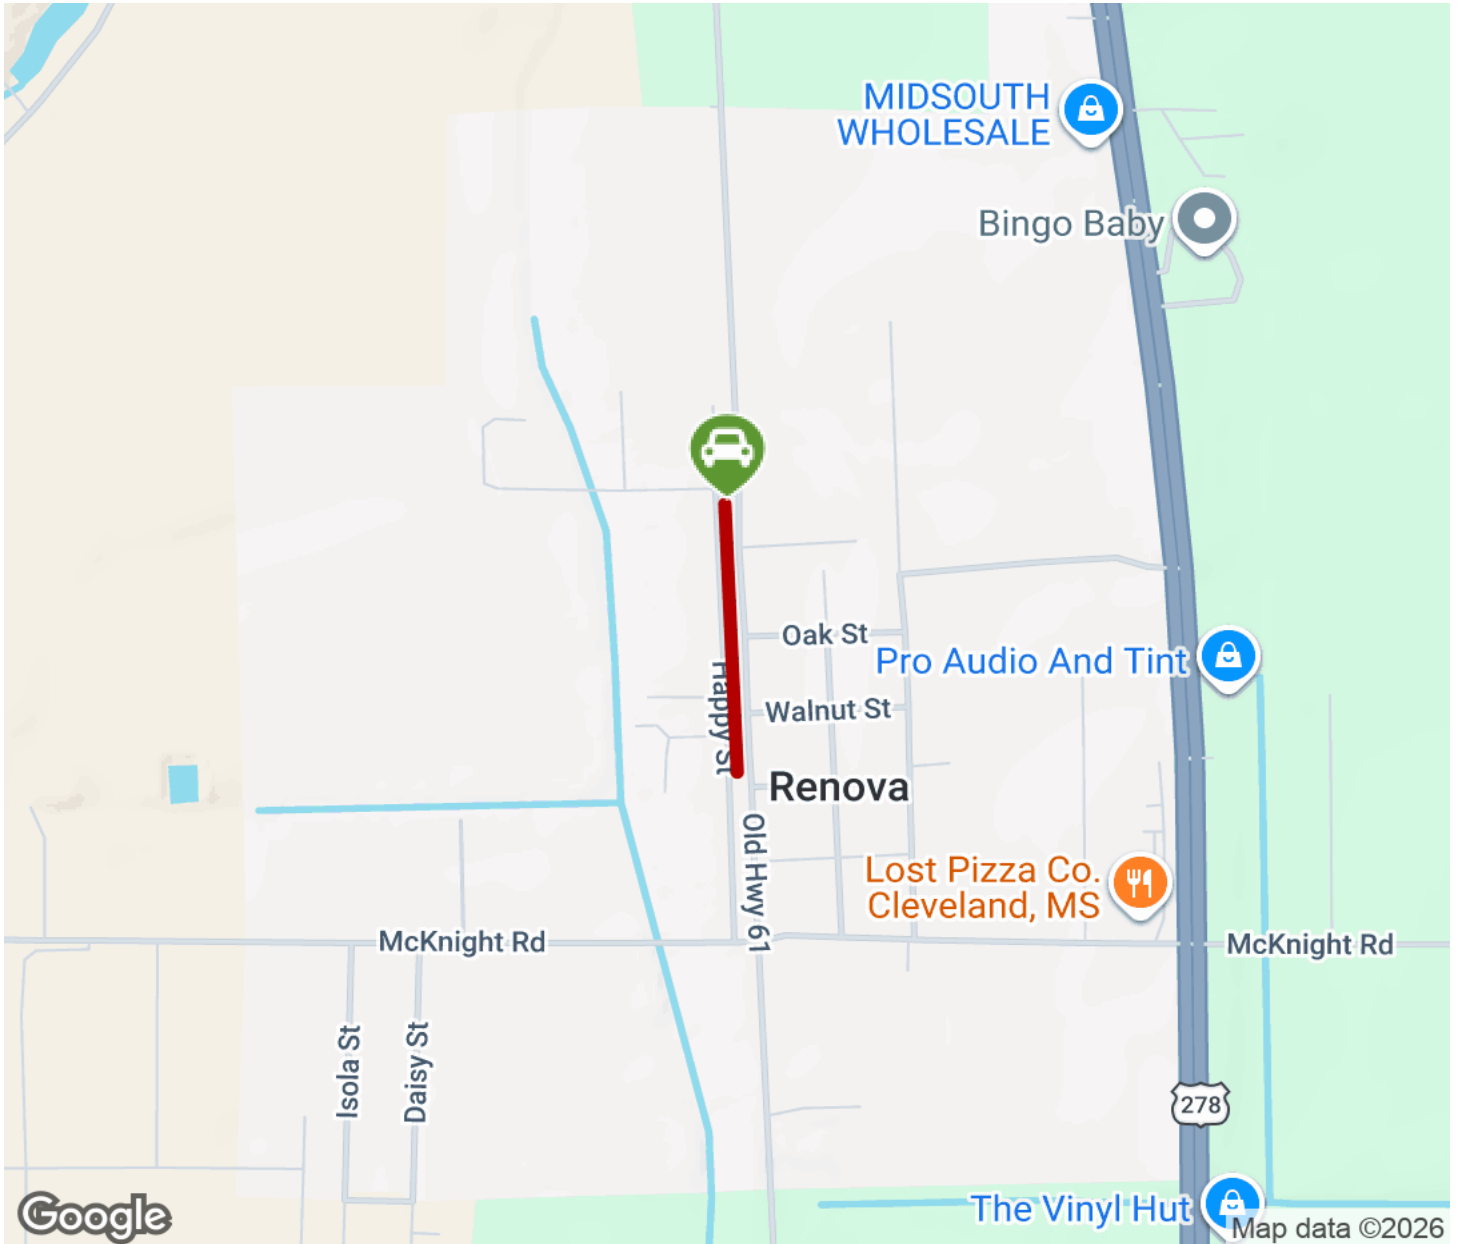 MIDSOUTH
WHOLESALE
Bingo Baby
Oak St
Pro Audio And Tint
Happy St
Walnut St
Renova
Old Hwy 61
Lost Pizza Co.
Cleveland, MS
McKnight Rd
McKnight Rd
Isola St
Daisy St
278
The Vinyl Hut
Google
Map data ©2026